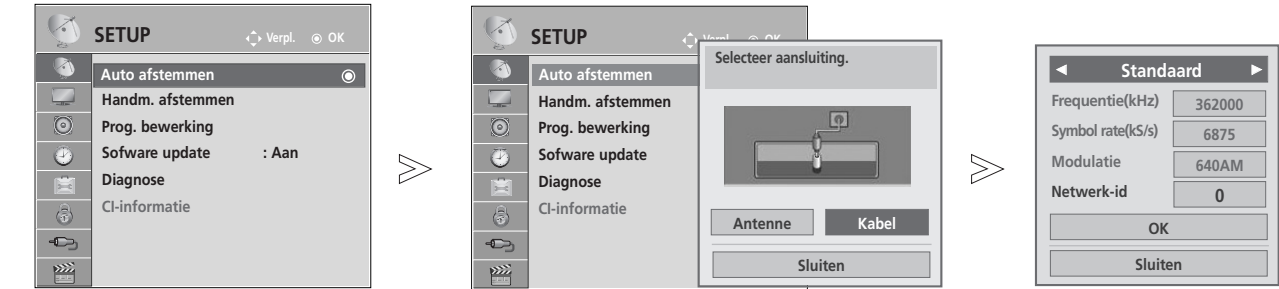 SETUP
Verpl. OK
Auto afstemmen
Handm. afstemmen
Prog. bewerking
Sofware update : Aan
Diagnose
CI-informatie
SETUP
Verpl. OK
Auto afstemmen
Handm. afstemmen
Prog. bewerking
Sofware update
Diagnose
CI-informatie
Selecteer aansluiting.
Antenne Kabel
Sluiten
Standaard
Frequentie(kHz) 362000
Symbol rate(kS/s) 6875
Modulatie 640AM
Netwerk-id 0
OK
Sluiten